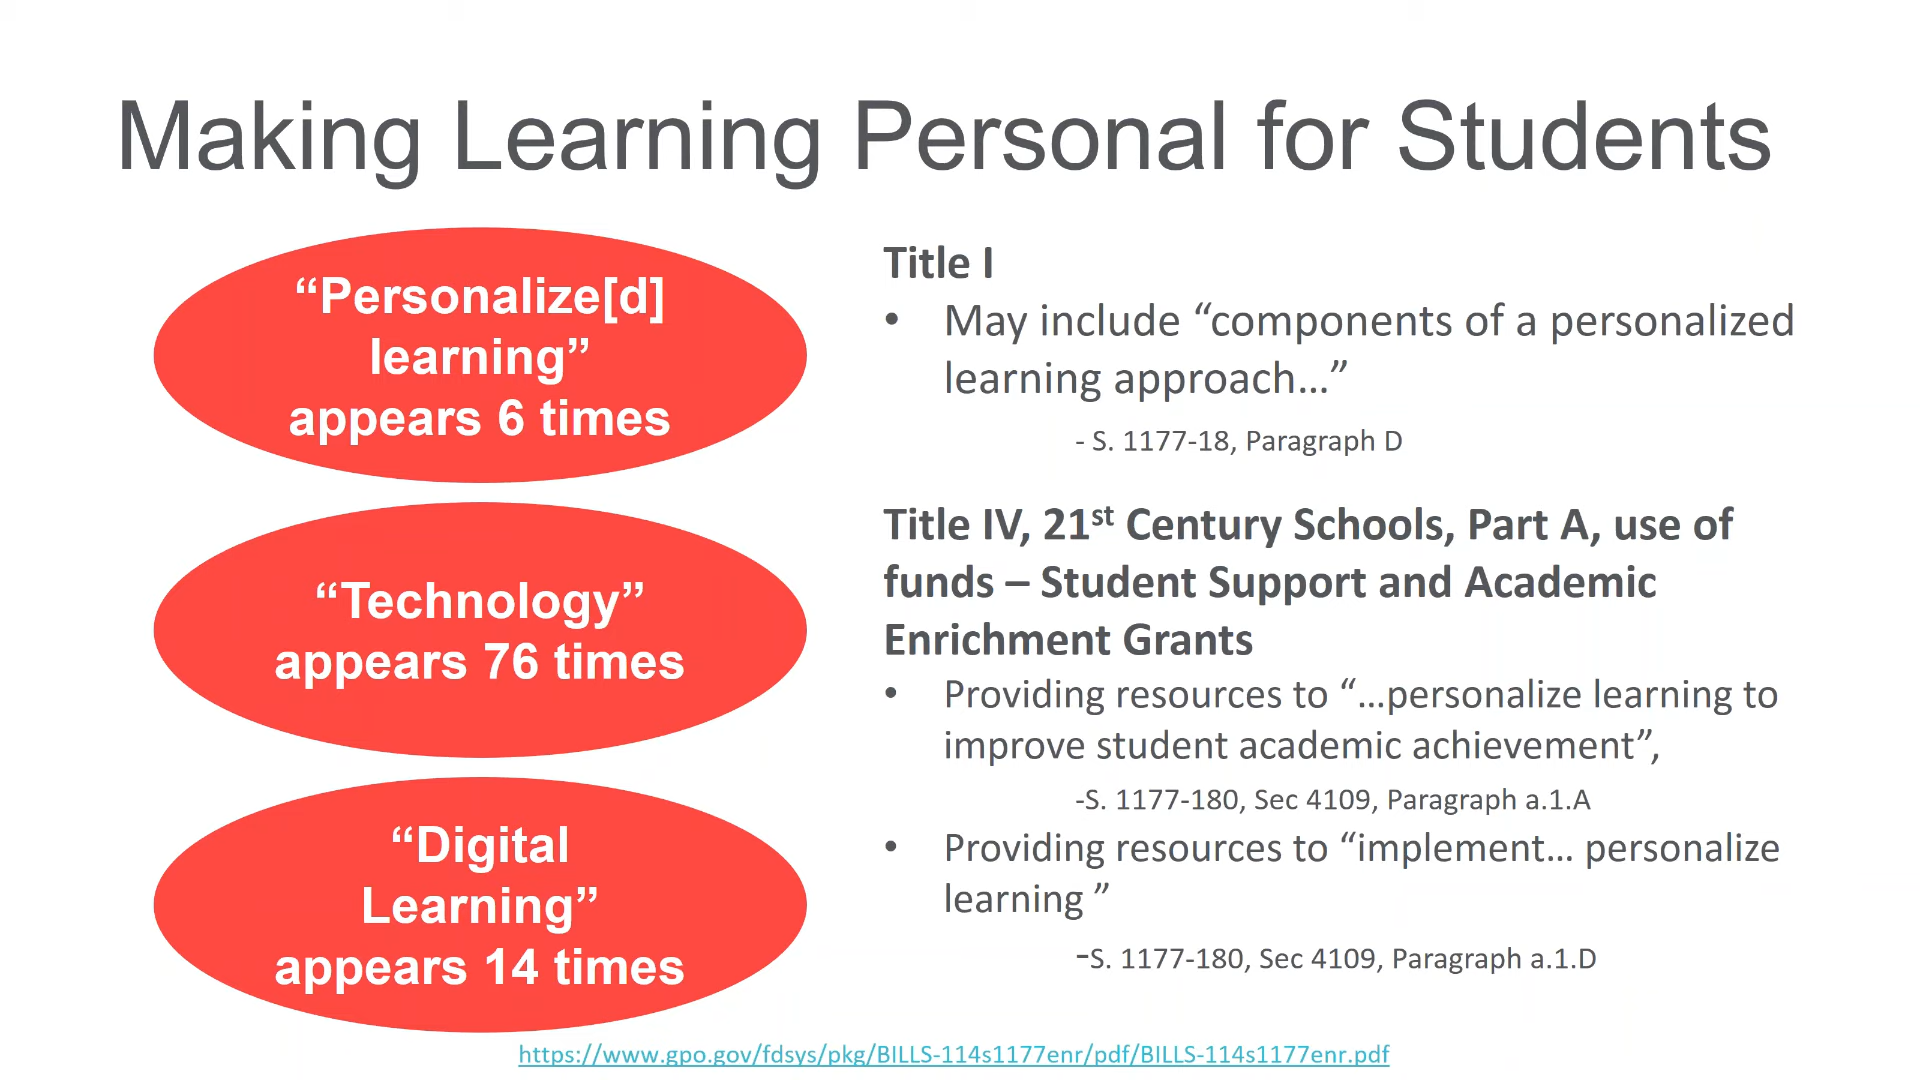 Making Learning Personal for Students
“Personalize[d]
learning”
appears 6 times
“Technology”
appears 76 times
“Digital
Learning”
appears 14 times
Title I
• May include “components of a personalized
learning approach…”
- S. 1177-18, Paragraph D
Title IV, 21st Century Schools, Part A, use of
funds – Student Support and Academic
Enrichment Grants
• Providing resources to “…personalize learning to
improve student academic achievement”,
-S. 1177-180, Sec 4109, Paragraph a.1.A
• Providing resources to “implement… personalize
learning ”
-S. 1177-180, Sec 4109, Paragraph a.1.D
https://www.gpo.gov/fdsys/pkg/BILLS-114s1177enr/pdf/BILLS-114s1177enr.pdf